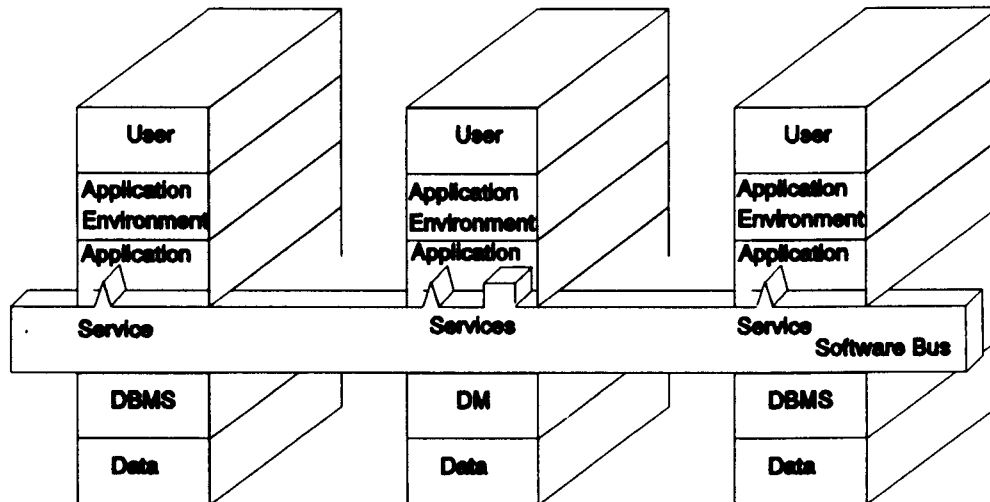 User
User
User
Application
Environment
Application
Environment
Application
Environment
Application
Application
Application
Service
Services
Service
Software Bus
DBMS
DM
DBMS
Data
Data
Data